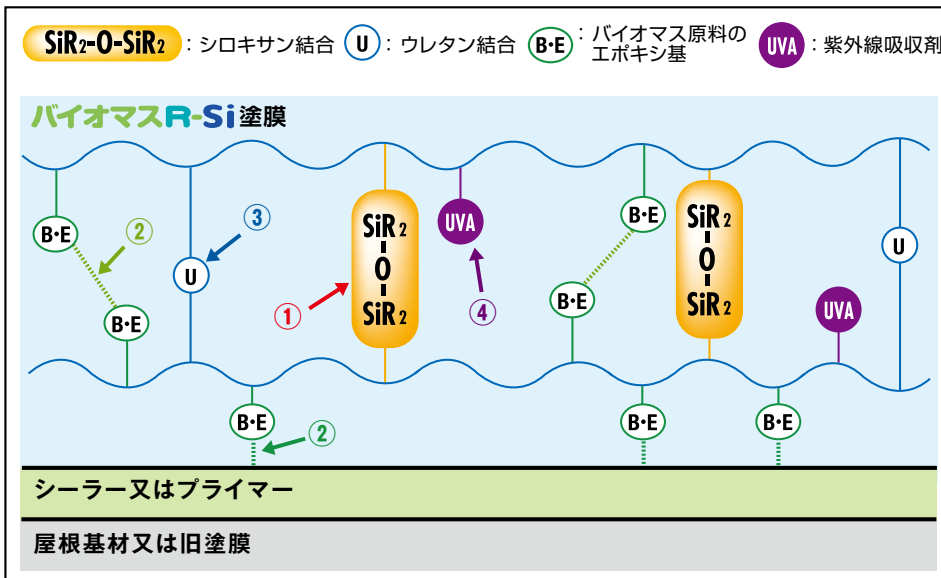 SiR2-O-SiR2：シロキサン結合 U：ウレタン結合 B・E：バイオマス原料の
エポキシ基
UVA：紫外線吸収剤
バイオマスR-Si塗膜
B・E
②
③
U
B・E
①
SiR2
O
SiR2
UVA
④
B・E
B・E
SiR2
O
SiR2
UVA
U
B・E
②
B・E
B・E
シーラー又はプライマー
屋根基材又は旧塗膜